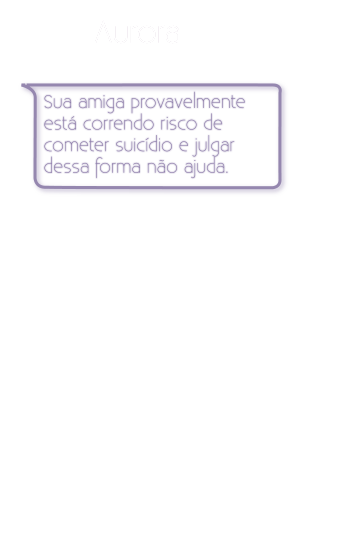 Aurora
Sua amiga provavelmente
está correndo risco de
cometer suicídio e julgar
dessa forma não ajuda.